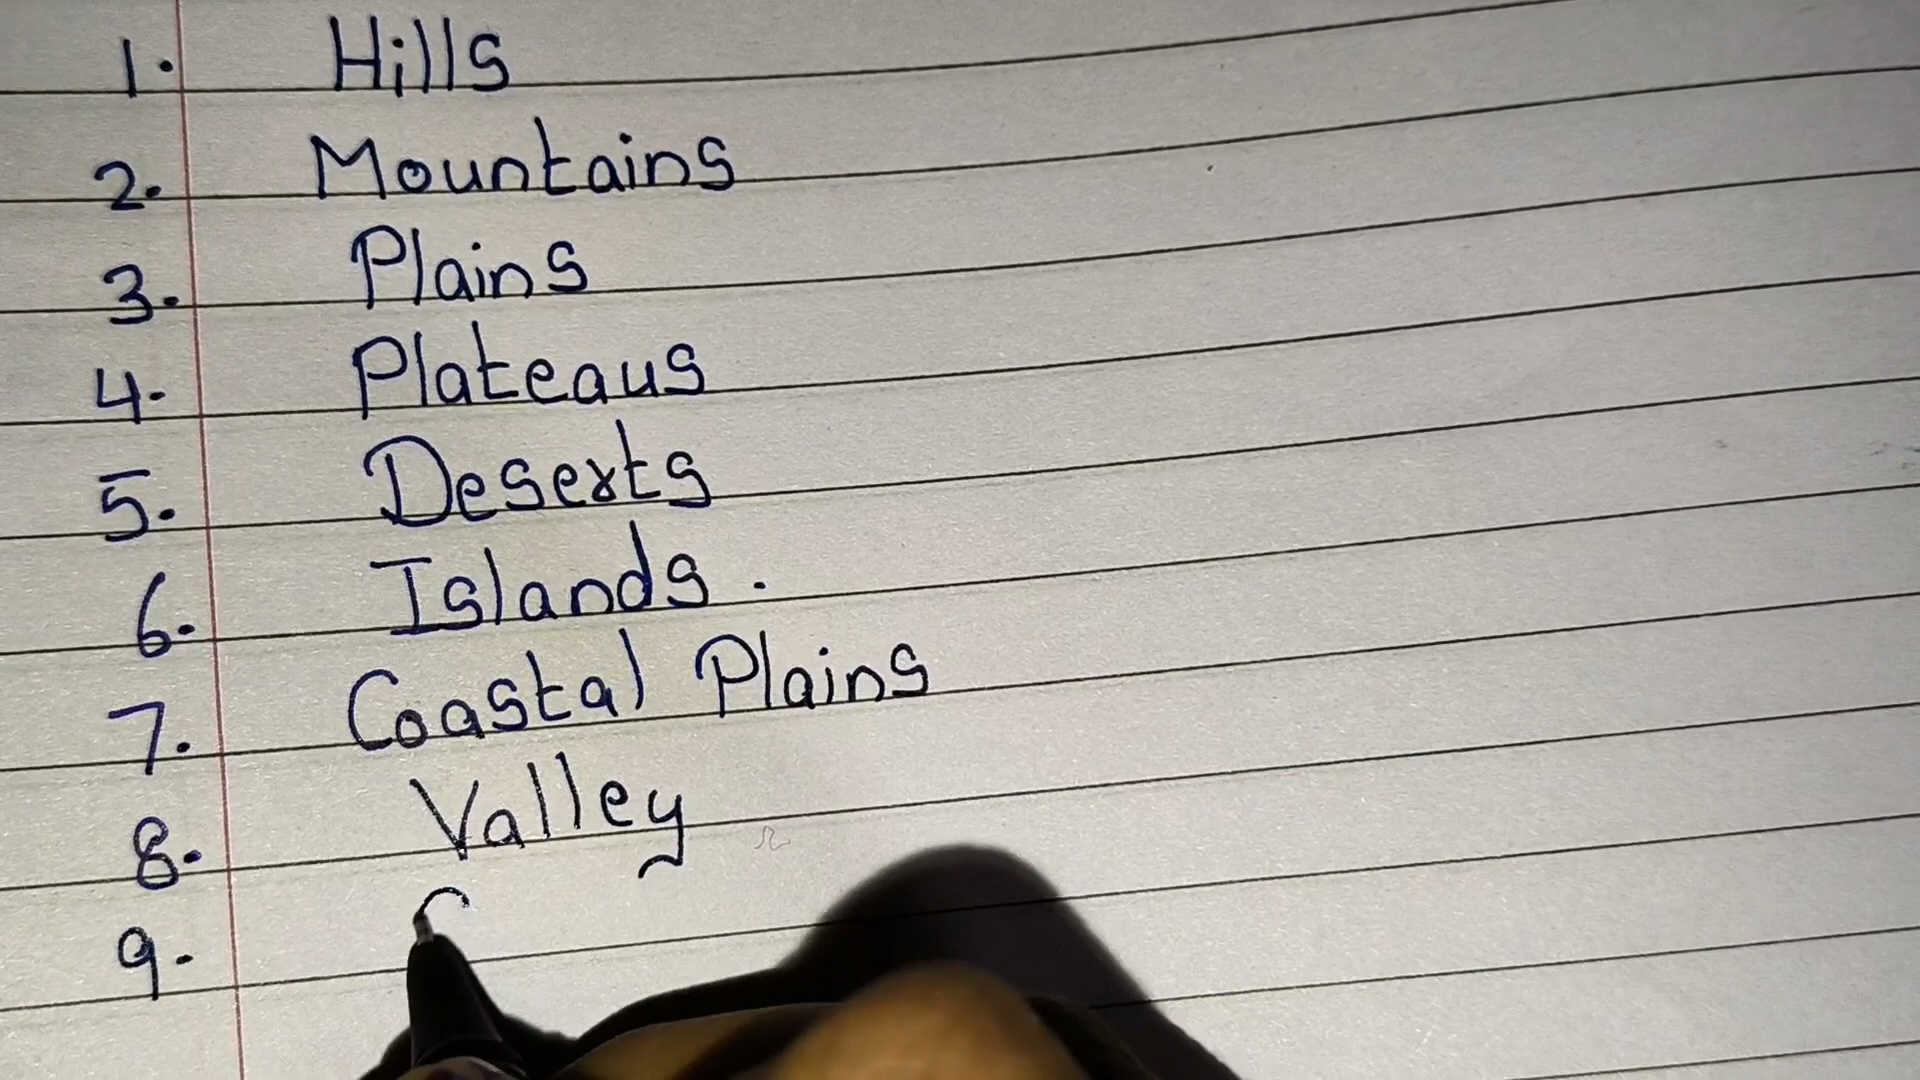 1. Hills
2. Mountains
3. Plains
4. Plateaus
5. Deserts
6. Islands.
7. Coastal Plains
8. Valley
9.